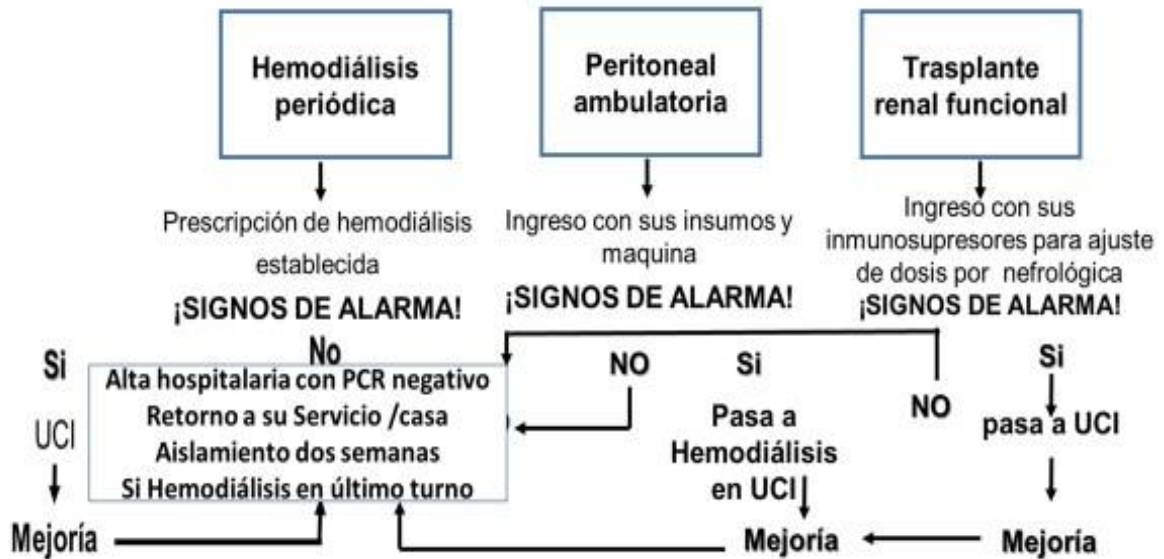 Hemodiálisis
periódica
Peritoneal
ambulatoria
Trasplante
renal funcional
Prescripción de hemodiálisis
establecida
¡SIGNOS DE ALARMA!
Ingreso con sus insumos y
maquina
¡SIGNOS DE ALARMA!
Ingreso con sus
inmunosupresores para ajuste
de dosis por nefrológica
¡SIGNOS DE ALARMA!
Si
UCI
Mejoría
No
Alta hospitalaria con PCR negativo
Retorno a su Servicio /casa
Aislamiento dos semanas
Si Hemodiálisis en último turno
NO
Si
Pasa a
Hemodiálisis
en UCI
Mejoría
NO
Si
pasa a UCI
Mejoría